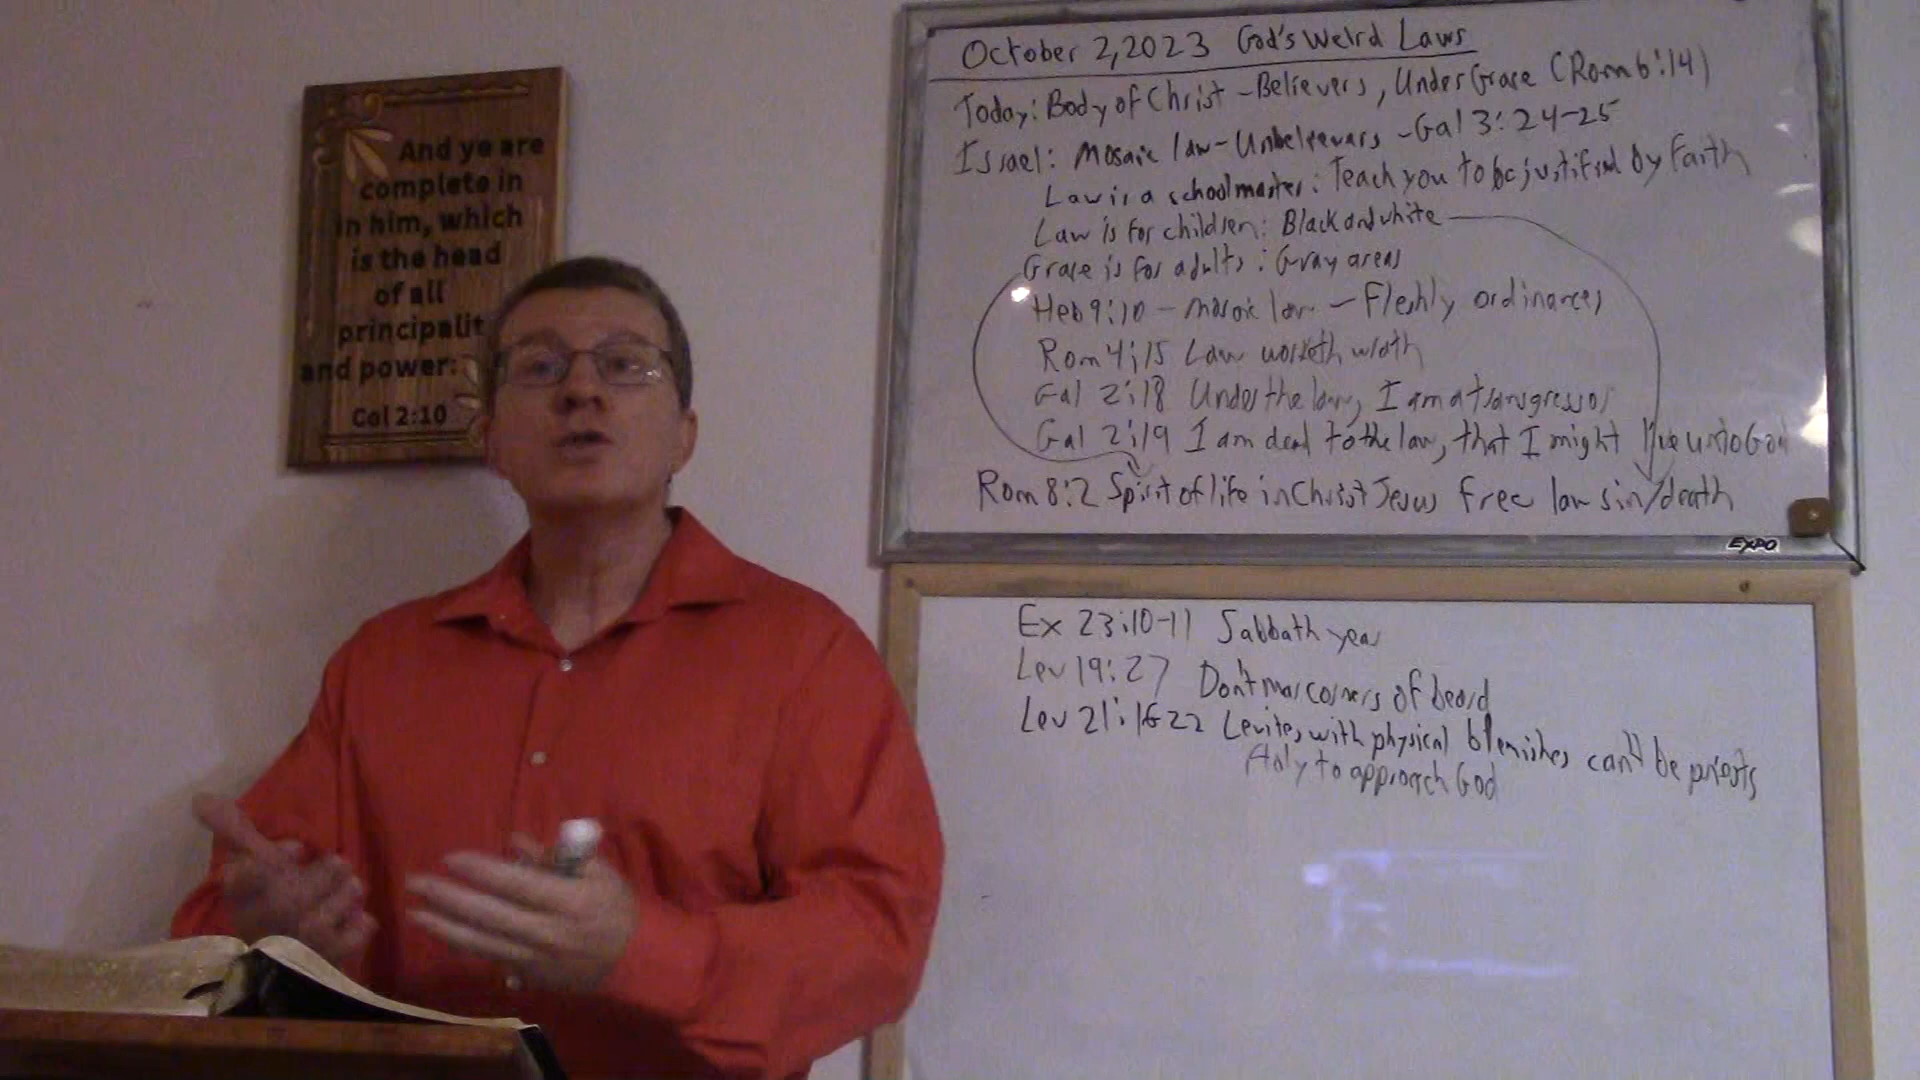 And ye are
complete in
in him, which
is the head
of all
principalit
and power:
Col 2:10
October 2, 2023 God's Weird Laws
Today: Body of Christ - Believers, Under Grace (Rom 6:14)
Israel: Mosaic law - Unbelievers - Gal 3:24-25
Law is a schoolmaster: Teach you to be justified by Faith
Law is for children: Black and white
Grace is for adults: Gray areas
Heb 9:10 - Mosaic law - Fleshly ordinances
Rom 4:15 Law worketh wrath
Gal 2:18 Under the law, I am a transgressor
Gal 2:19 I am dead to the law, that I might live unto God
Rom 8:2 Spirit of life in Christ Jesus free law sin/death
EXPO
Ex 23:10-11 Sabbath year
Lev 19:27 Don't mar corners of beard
Lev 21:16-22 Levites with physical blemishes can't be priests
Holy to approach God